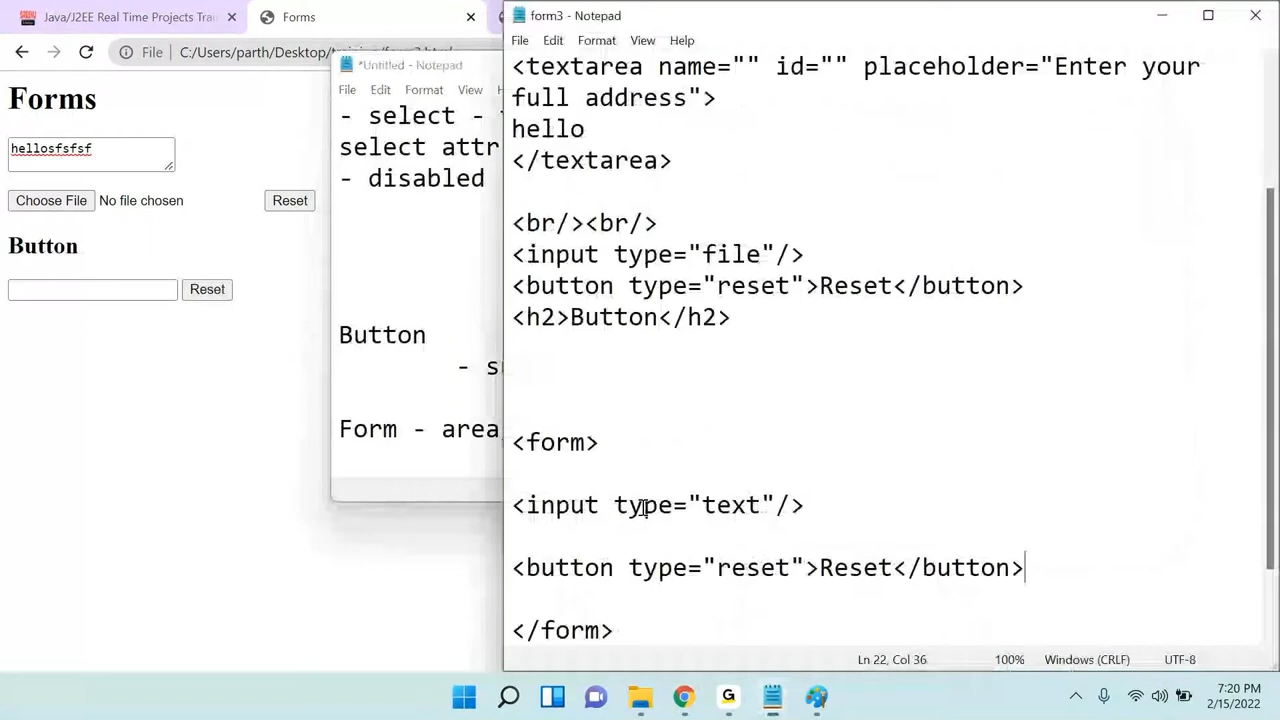 Java/J2EE Real Time Projects Tra
Forms
form3 - Notepad
File C:/Users/parth/Desktop/
File Edit Format View Help
*Untitled - Notepad
File Edit Format View
Forms
hellosfsfsf
Choose File No file chosen Reset
Button
Reset
- select -
select attr
- disabled
Button
Form - area
<textarea name="" id="" placeholder="Enter your
full address">
hello
</textarea>
<br/><br/>
<input type="file"/>
<button type="reset">Reset</button>
<h2>Button</h2>
<form>
<input type="text"/>
<button type="reset">Reset</button>
</form>
Ln 22, Col 36 100% Windows (CRLF) UTF-8
7:20 PM
2/15/2022